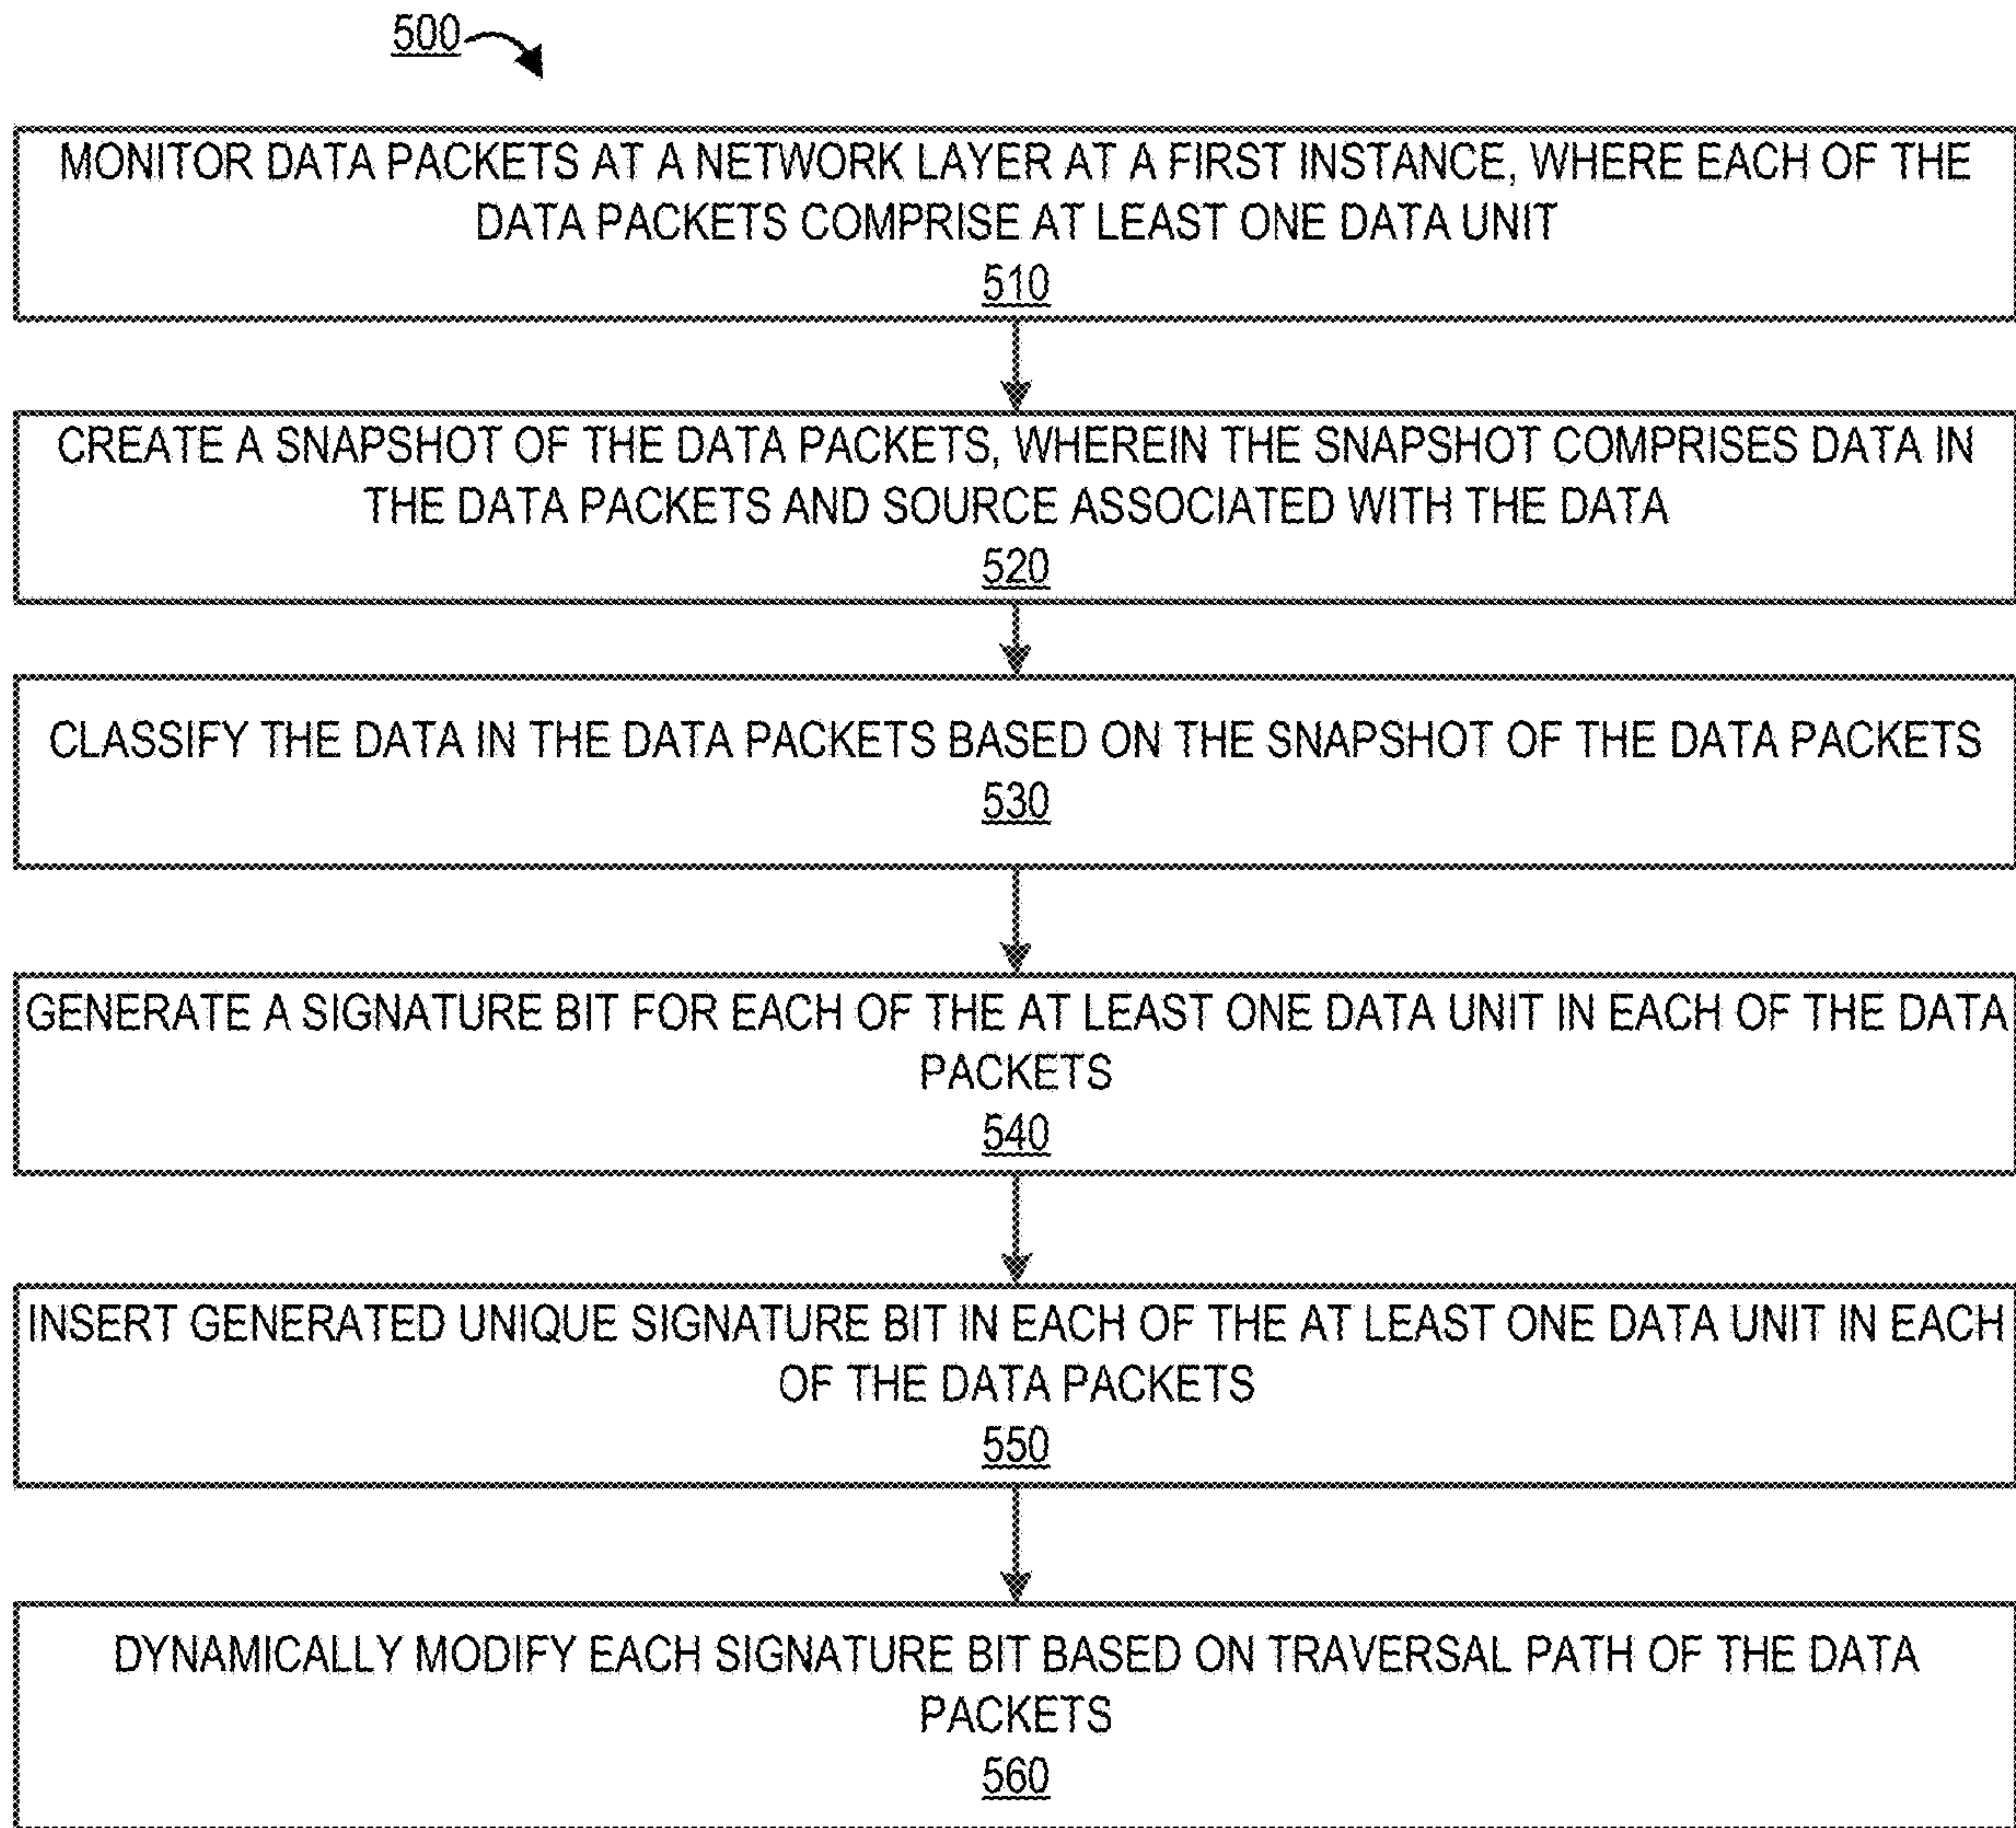 500
MONITOR DATA PACKETS AT A NETWORK LAYER AT A FIRST INSTANCE, WHERE EACH OF THE
DATA PACKETS COMPRISE AT LEAST ONE DATA UNIT
510
CREATE A SNAPSHOT OF THE DATA PACKETS, WHEREIN THE SNAPSHOT COMPRISES DATA IN
THE DATA PACKETS AND SOURCE ASSOCIATED WITH THE DATA
520
CLASSIFY THE DATA IN THE DATA PACKETS BASED ON THE SNAPSHOT OF THE DATA PACKETS
530
GENERATE A SIGNATURE BIT FOR EACH OF THE AT LEAST ONE DATA UNIT IN EACH OF THE DATA
PACKETS
540
INSERT GENERATED UNIQUE SIGNATURE BIT IN EACH OF THE AT LEAST ONE DATA UNIT IN EACH
OF THE DATA PACKETS
550
DYNAMICALLY MODIFY EACH SIGNATURE BIT BASED ON TRAVERSAL PATH OF THE DATA
PACKETS
560